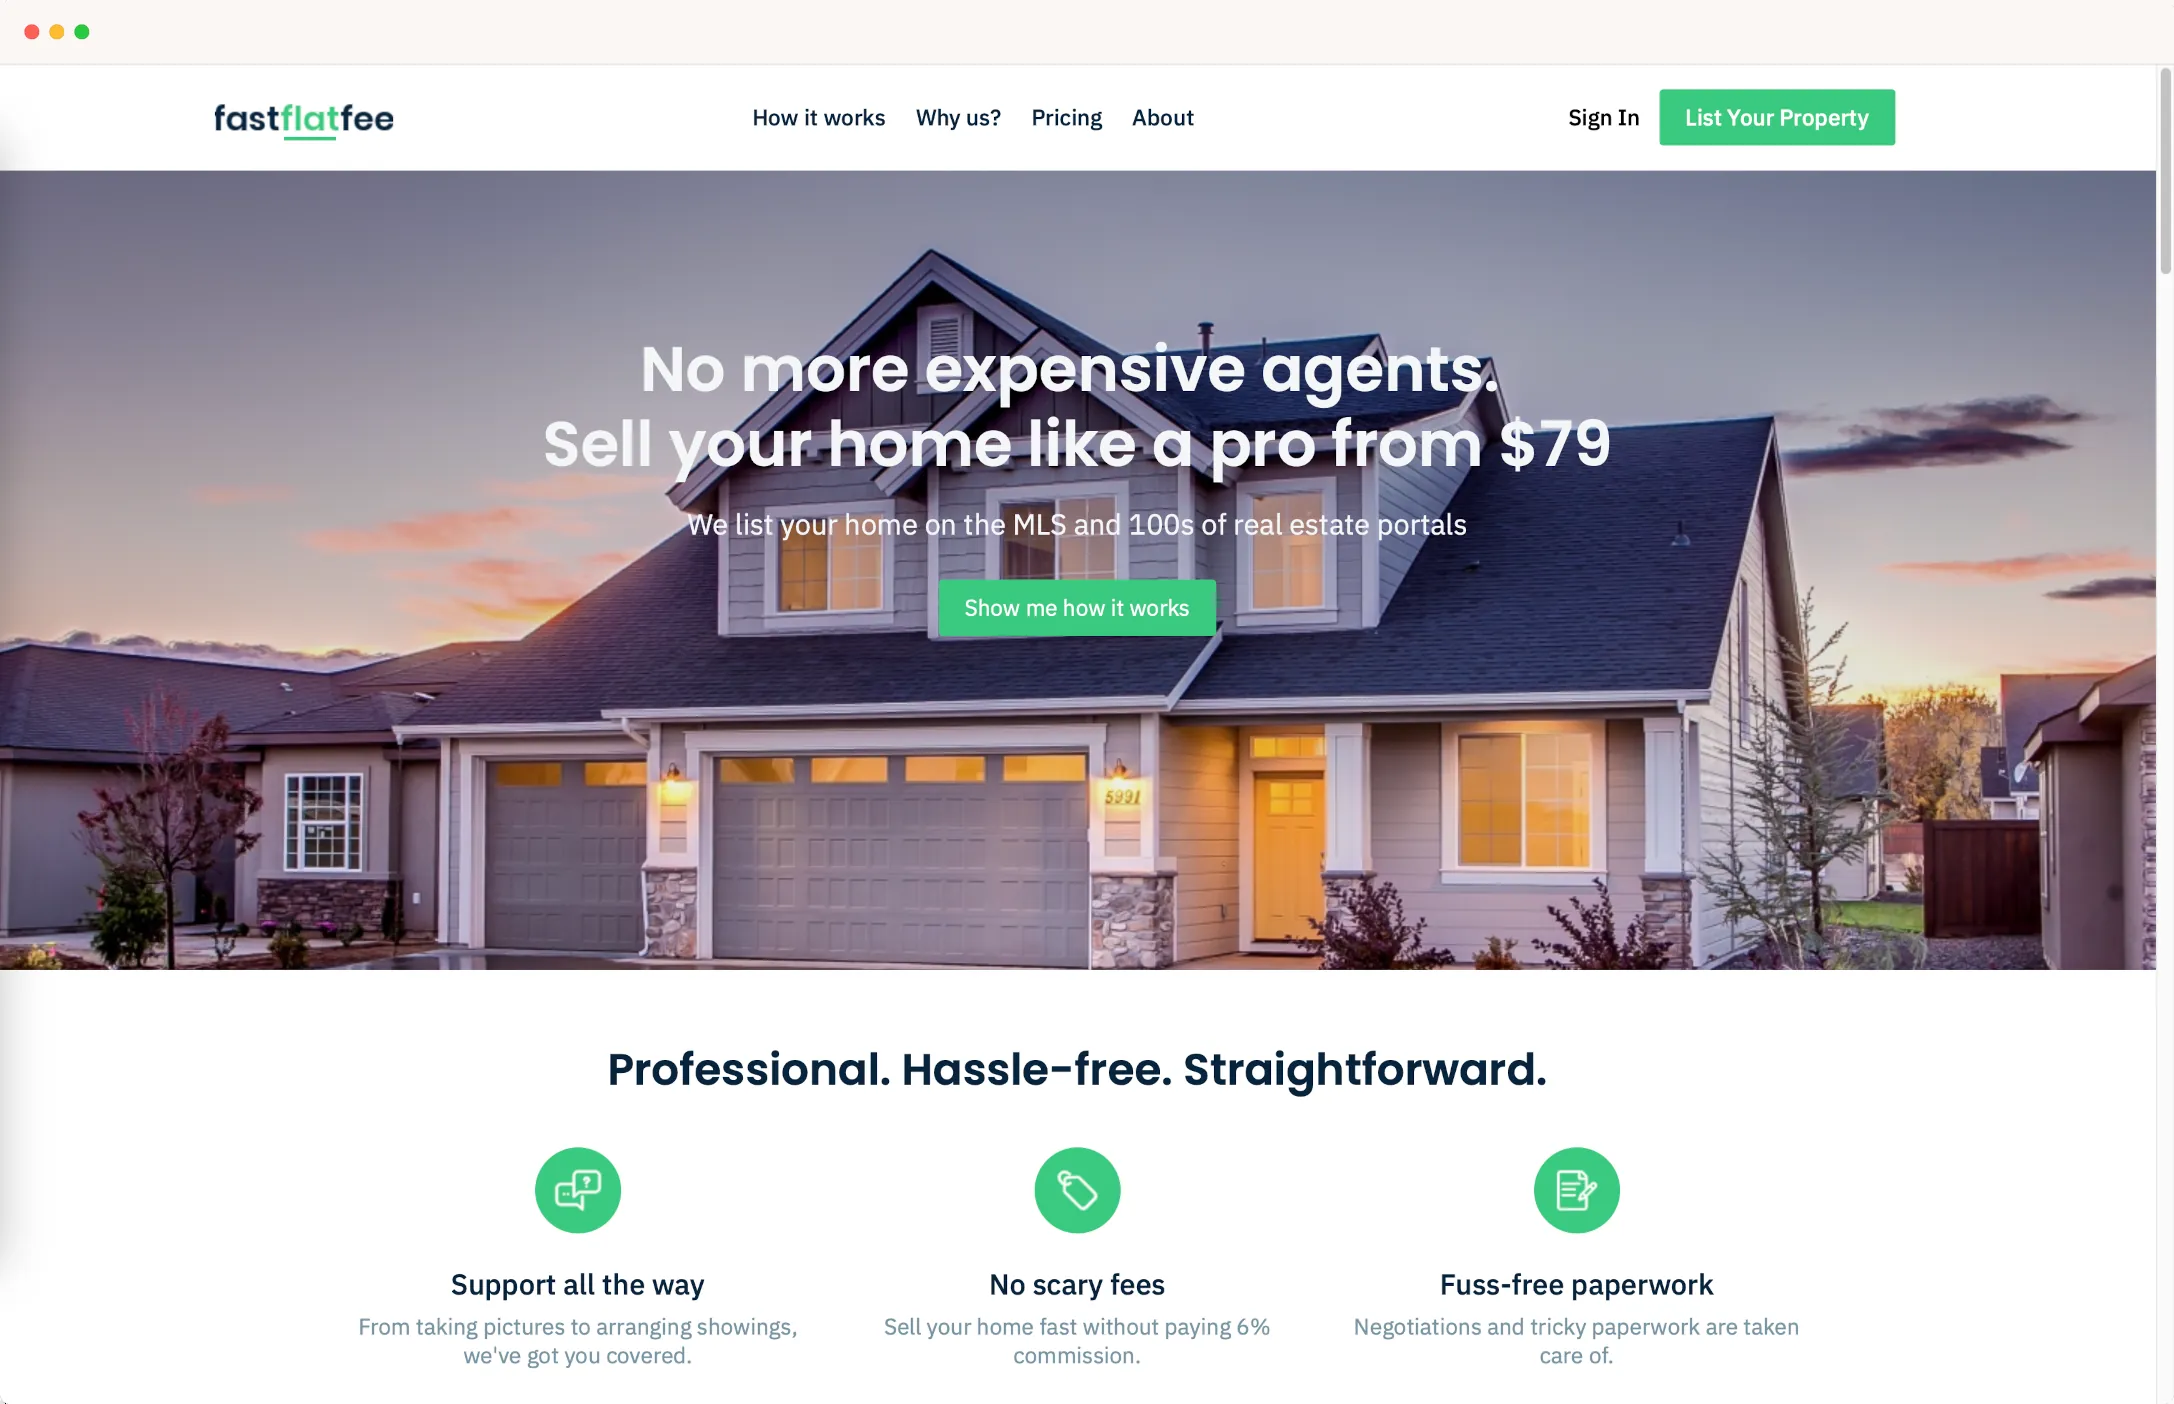 fastflatfee
How it works
Why us?
Pricing
About
Sign In
List Your Property
No more expensive agents.
Sell your home like a pro from $79
We list your home on the MLS and 100s of real estate portals
Show me how it works
5991
Professional. Hassle-free. Straightforward.
?
Support all the way
From taking pictures to arranging showings,
we've got you covered.
No scary fees
Sell your home fast without paying 6%
commission.
Fuss-free paperwork
Negotiations and tricky paperwork are taken
care of.